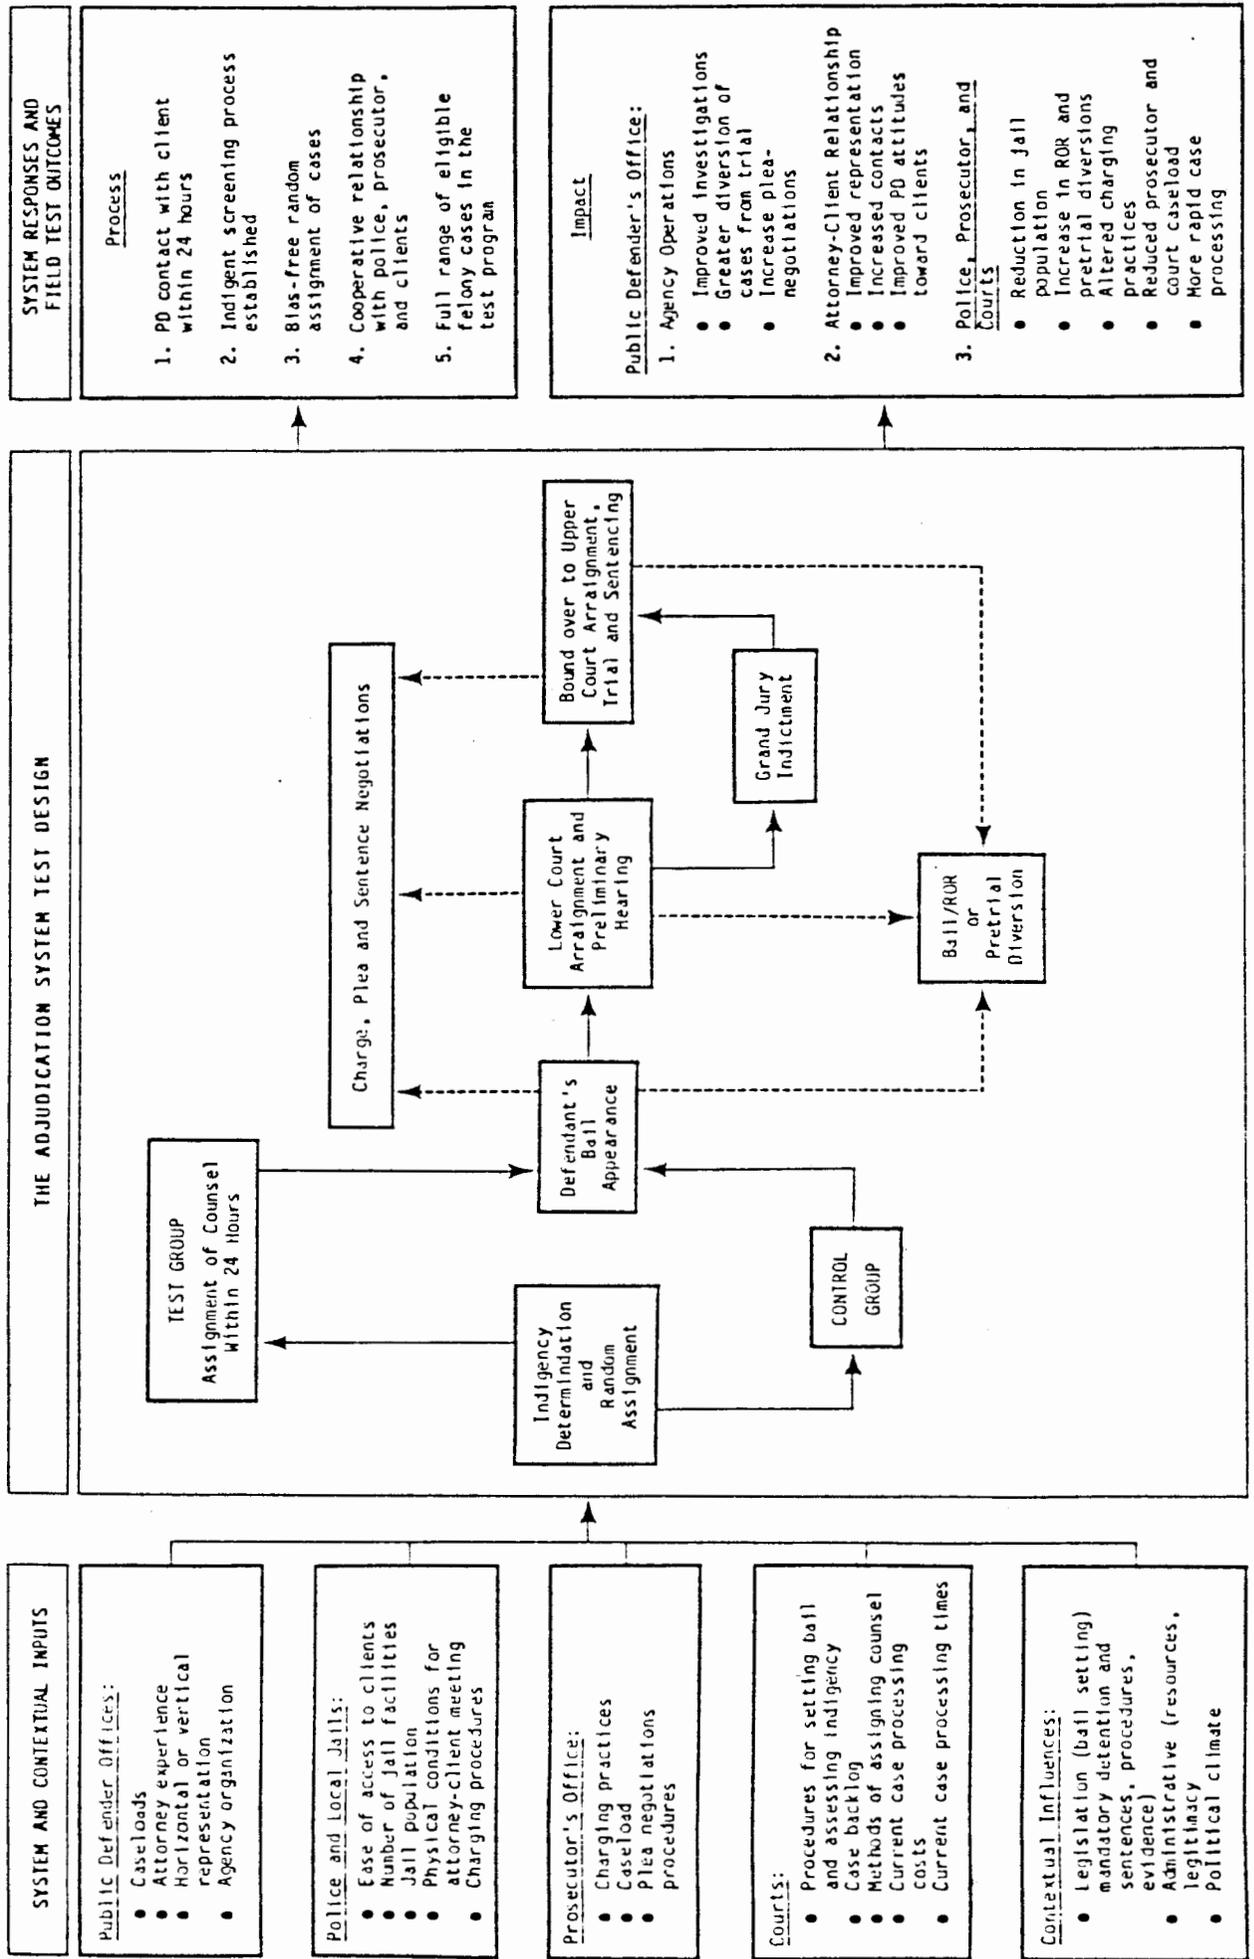 SYSTEM AND CONTEXTUAL INPUTS
Public Defender Offices:
● Caseloads
● Attorney experience
● Horizontal or vertical
representation
● Agency organization
Police and Local Jails:
● Ease of access to clients
● Number of jail facilities
● Jail population
● Physical conditions for
attorney-client meeting
● Charging procedures
Prosecutor's Office:
● Charging practices
● Caseload
● Plea negotiations
procedures
Courts:
● Procedures for setting bail
and assessing indigency
● Case backlog
● Methods of assigning counsel
● Current case processing
costs
● Current case processing times
Contextual Influences:
● Legislation (bail setting)
mandatory detention and
sentences, procedures,
evidence)
● Administrative (resources,
legitimacy
● Political climate
THE ADJUDICATION SYSTEM TEST DESIGN
TEST GROUP
Assignment of Counsel
Within 24 Hours
Indigency
Determindation
and
Random
Assignment
CONTROL
GROUP
Charge, Plea and Sentence Negotiations
Defendant's
Bail
Appearance
Lower Court
Arraignment and
Preliminary
Hearing
Bound over to Upper
Court Arraignment,
Trial and Sentencing
Grand Jury
Indictment
Bail/ROR
or
Pretrial
Diversion
SYSTEM RESPONSES AND
FIELD TEST OUTCOMES
Process
1. PD contact with client
within 24 hours
2. Indigent screening process
established
3. Bias-free random
assignment of cases
4. Cooperative relationship
with police, prosecutor,
and clients
5. Full range of eligible
felony cases in the
test program
Impact
Public Defender's Office:
1. Agency Operations
● Improved investigations
● Greater diversion of
cases from trial
● Increase plea-
negotiations
2. Attorney-Client Relationship
● Improved representation
● Increased contacts
● Improved PD attitudes
toward clients
3. Police, Prosecutor, and
Courts
● Reduction in jail
population
● Increase in ROR and
pretrial diversions
● Altered charging
practices
● Reduced prosecutor and
court caseload
● More rapid case
processing